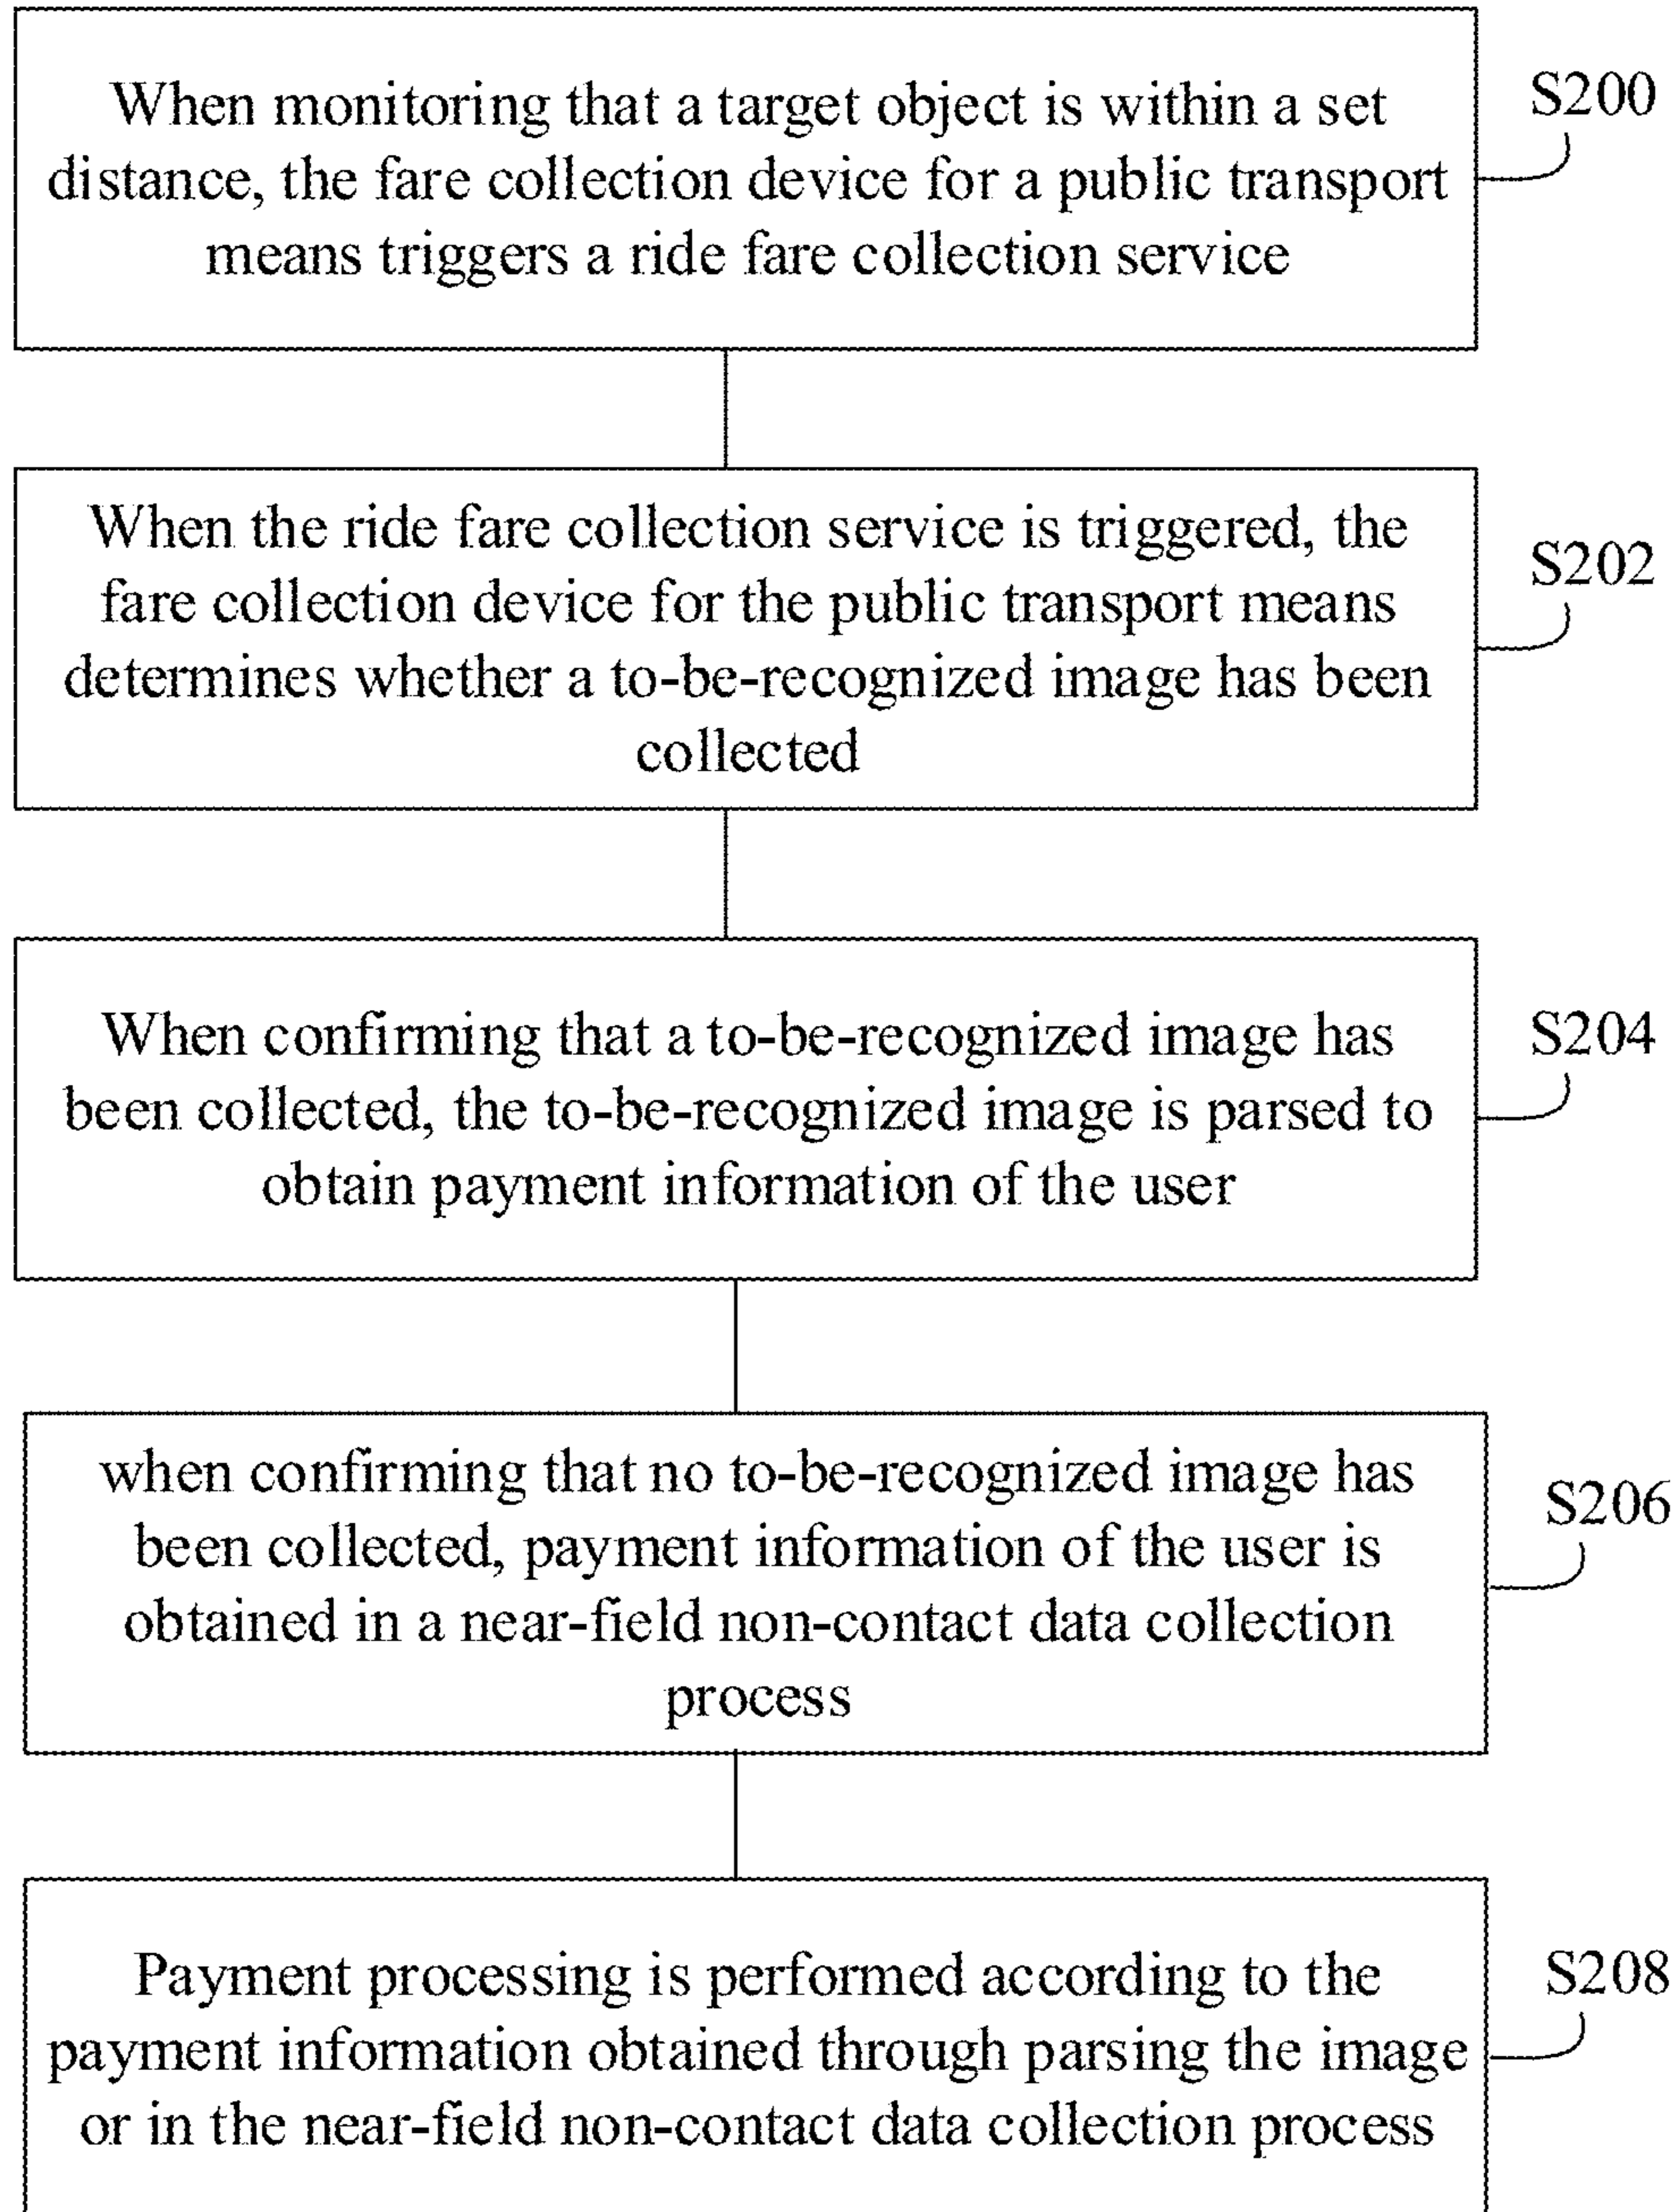 When monitoring that a target object is within a set
distance, the fare collection device for a public transport
means triggers a ride fare collection service
S200
When the ride fare collection service is triggered, the
fare collection device for the public transport means
determines whether a to-be-recognized image has been
collected
S202
When confirming that a to-be-recognized image has
been collected, the to-be-recognized image is parsed to
obtain payment information of the user
S204
when confirming that no to-be-recognized image has
been collected, payment information of the user is
obtained in a near-field non-contact data collection
process
S206
Payment processing is performed according to the
payment information obtained through parsing the image
or in the near-field non-contact data collection process
S208